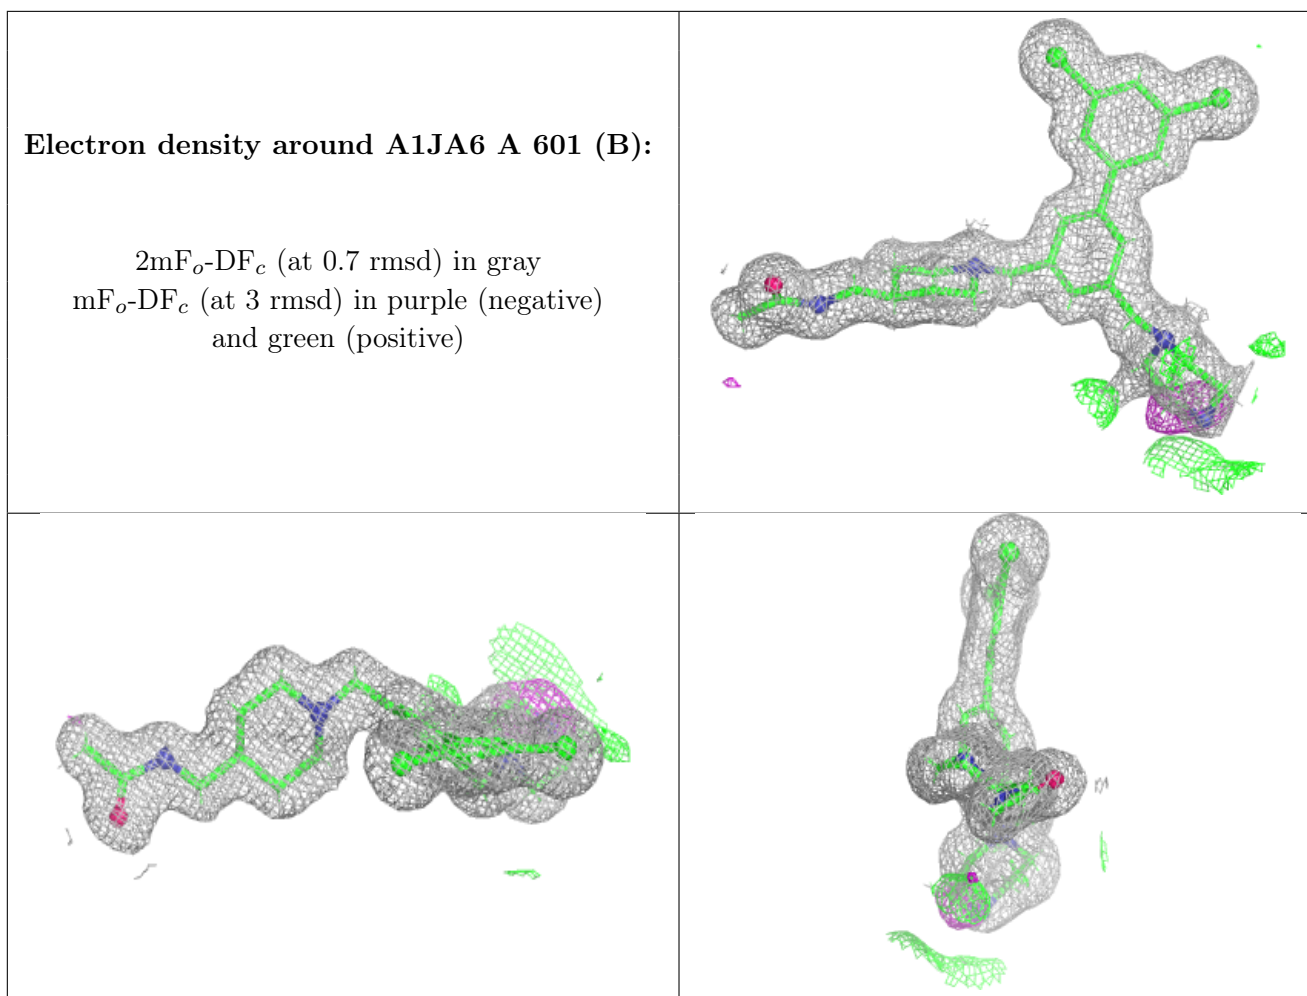 Electron density around A1JA6 A 601 (B):
2mFo-DFc (at 0.7 rmsd) in gray
mFo-DFc (at 3 rmsd) in purple (negative)
and green (positive)